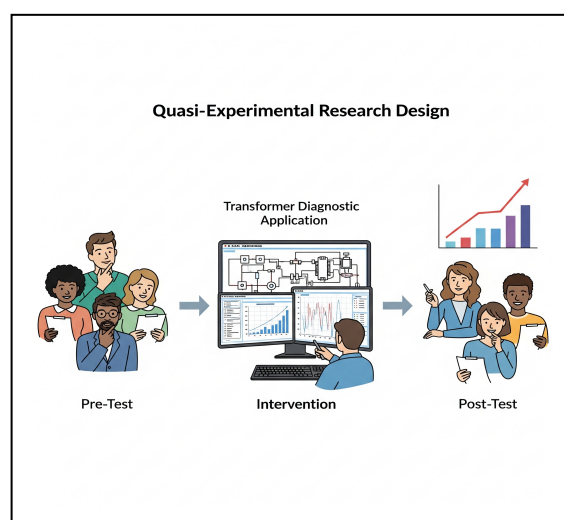 Quasi-Experimental Research Design
Transformer Diagnostic
Application
Pre-Test
Intervention
Post-Test